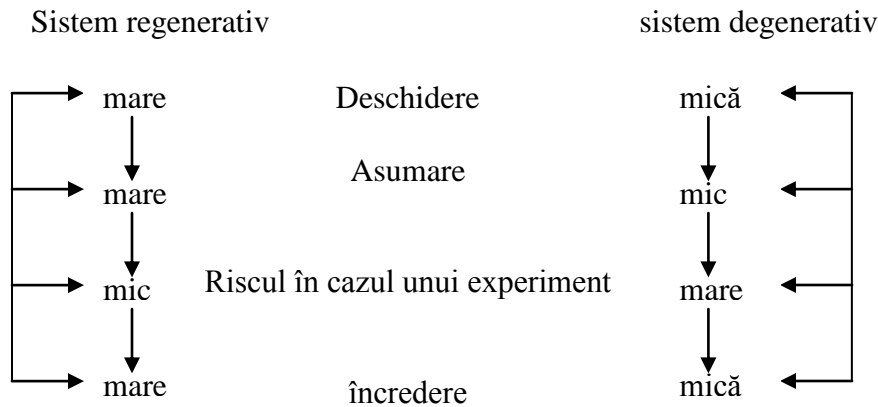 Sistem regenerativ sistem degenerativ
mare Deschidere mică
Asumare
mare mic
mic Riscul în cazul unui experiment mare
mare încredere mică